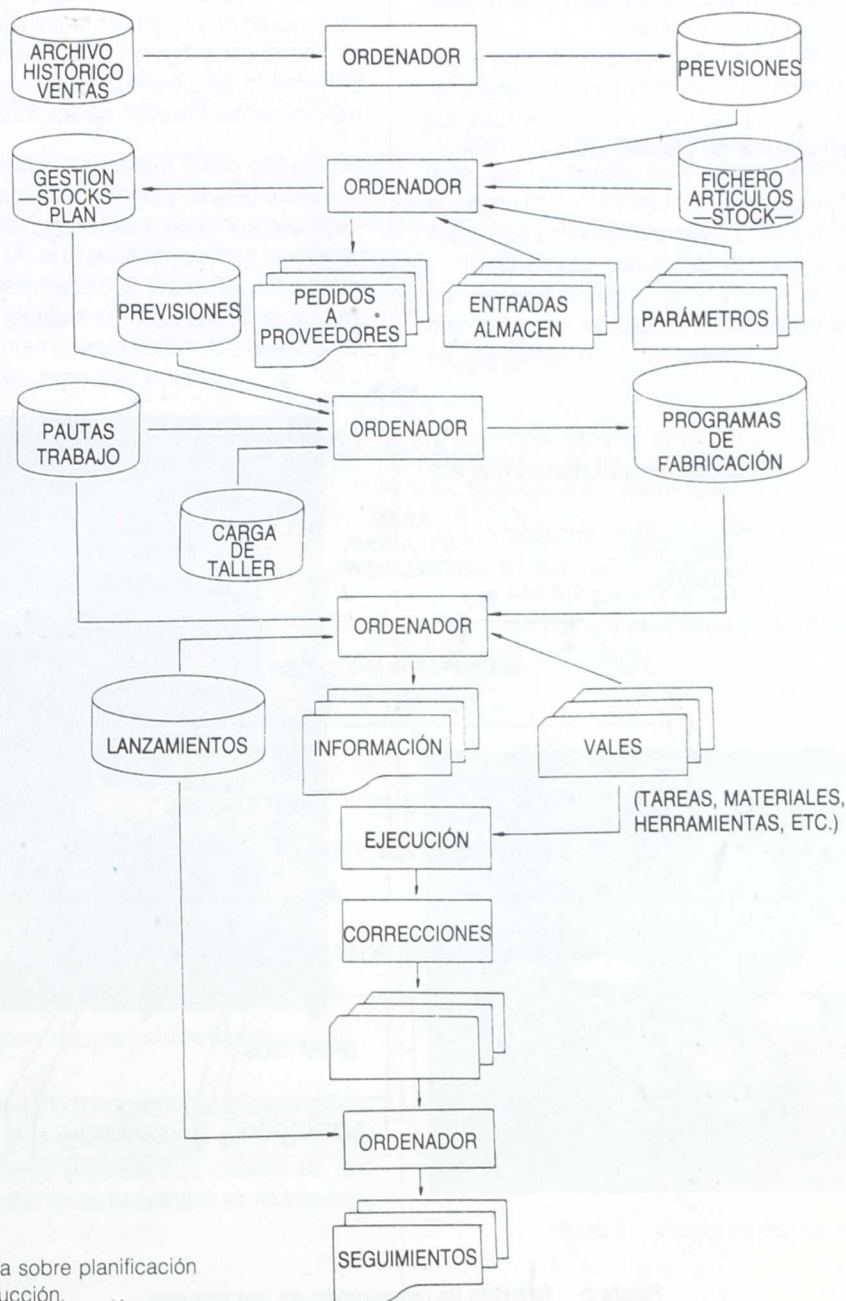 ARCHIVO
HISTÓRICO
VENTAS
ORDENADOR
PREVISIONES
GESTION
—STOCKS—
PLAN
ORDENADOR
FICHERO
ARTICULOS
—STOCK—
PREVISIONES
PEDIDOS
A
PROVEEDORES
ENTRADAS
ALMACEN
PARÁMETROS
PAUTAS
TRABAJO
ORDENADOR
PROGRAMAS
DE
FABRICACIÓN
CARGA
DE
TALLER
ORDENADOR
LANZAMIENTOS
INFORMACIÓN
VALES
(TAREAS, MATERIALES,
HERRAMIENTAS, ETC.)
EJECUCIÓN
CORRECCIONES
ORDENADOR
SEGUIMIENTOS
a sobre planificación
ucción.